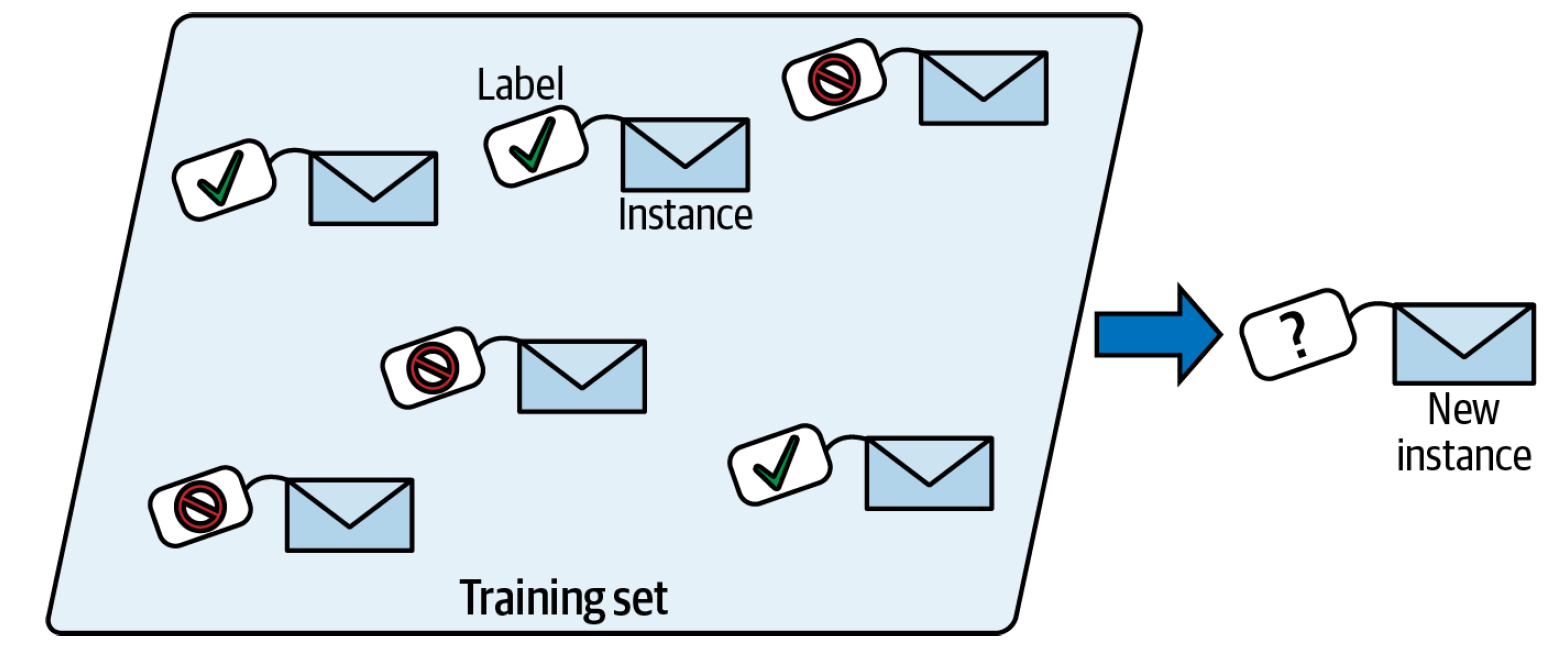 Label
Instance
?
New
instance
Training set